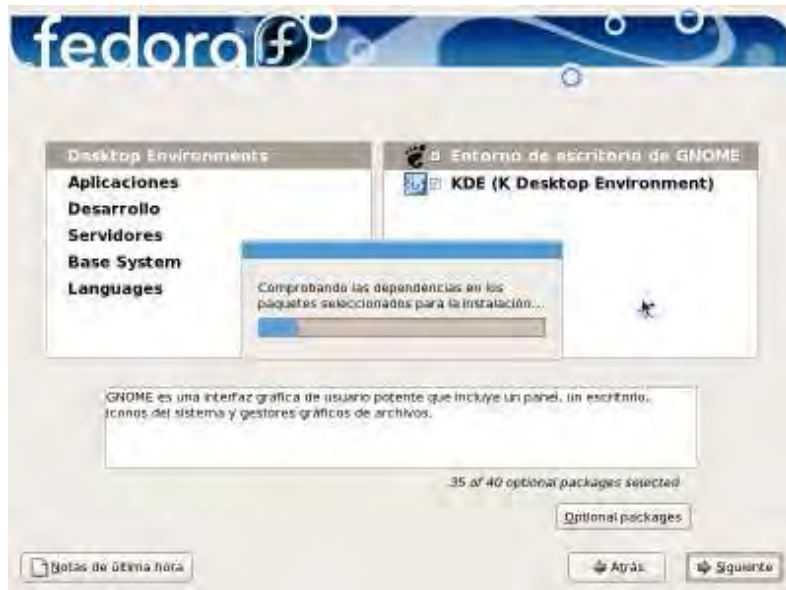 fedora
Desktop Environments
Aplicaciones
Desarrollo
Servidores
Base System
Languages
Entorno de escritorio de GNOME
KDE (K Desktop Environment)
Comprobando las dependencias en los
paquetes seleccionados para la instalación...
GNOME es una interfaz gráfica de usuario potente que incluye un panel, un escritorio,
iconos del sistema y gestores gráficos de archivos.
35 of 40 optional packages selected
Optional packages
Notas de última hora
Atrás
Siguiente